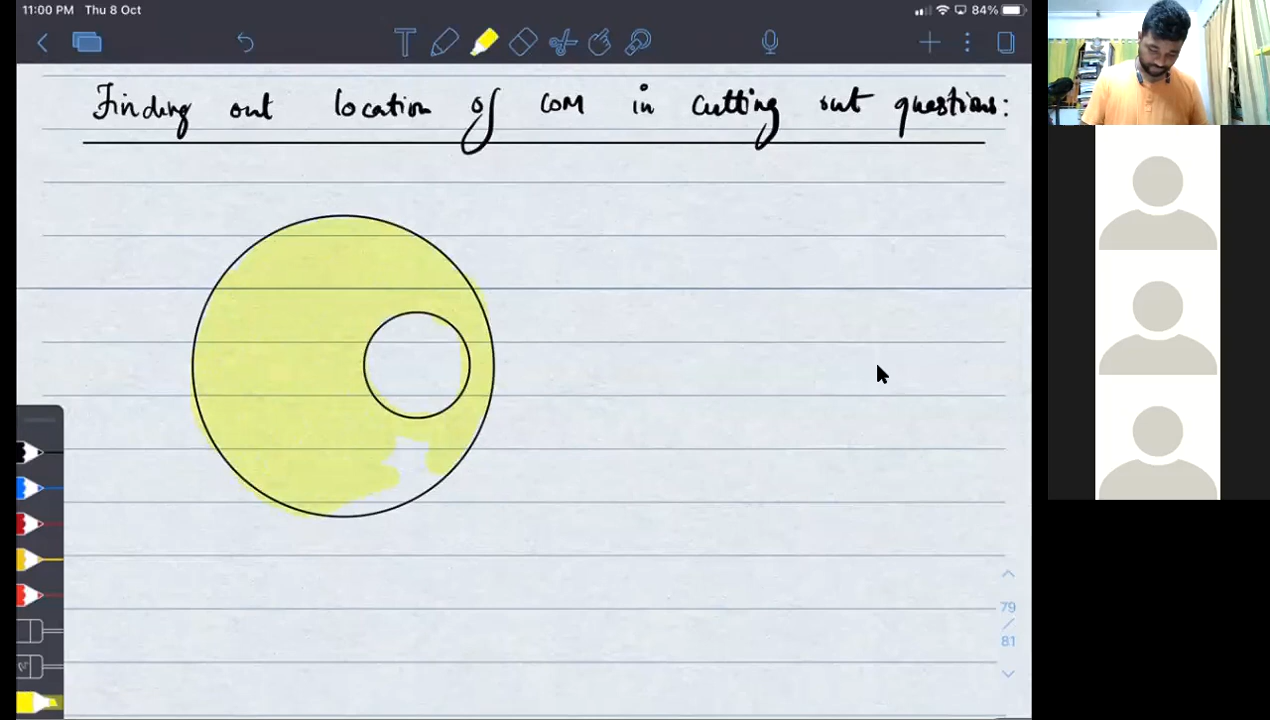 11:00 PM Thu 8 Oct
84%
T
Finding out location of COM in cutting out questions:
79
/
81